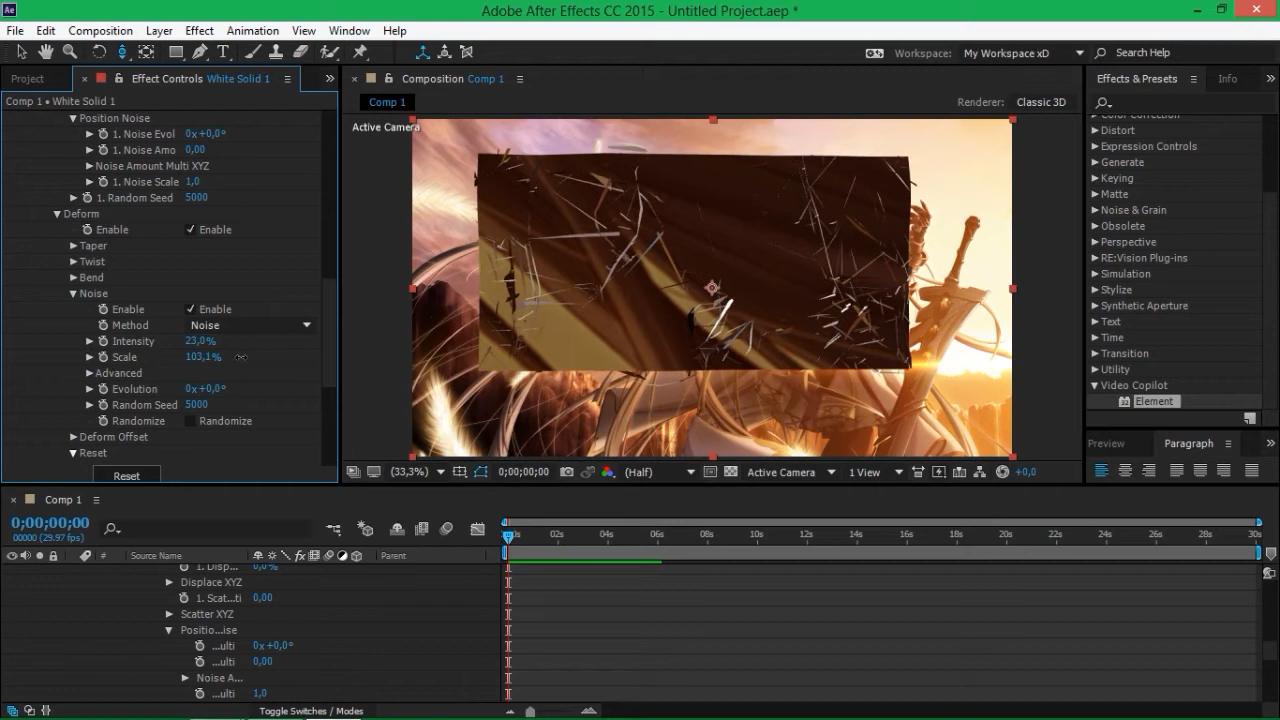 Ae Adobe After Effects CC 2015 - Untitled Project.aep *
File Edit Composition Layer Effect Animation View Window Help
Workspace: My Workspace xD Search Help
Project Effect Controls White Solid 1 Composition Comp 1 Effects & Presets Info
Comp 1 • White Solid 1
Comp 1 Renderer: Classic 3D
Active Camera
Position Noise
1. Noise Evol 0x+0,0°
1. Noise Amo 0,00
Noise Amount Multi XYZ
1. Noise Scale 1,0
1. Random Seed 5000
Deform
Enable Enable
Taper
Twist
Bend
Noise
Enable Enable
Method Noise
Intensity 23,0%
Scale 103,1%
Advanced
Evolution 0x+0,0°
Random Seed 5000
Randomize Randomize
Deform Offset
Reset
Reset
Color Correction
Distort
Expression Controls
Generate
Keying
Matte
Noise & Grain
Obsolete
Perspective
RE:Vision Plug-ins
Simulation
Stylize
Synthetic Aperture
Text
Time
Transition
Utility
Video Copilot
32 Element
Preview Paragraph
(33,3%) 0;00;00;00 (Half) Active Camera 1 View +0,0
Comp 1
0;00;00;00
00000 (29.97 fps)
02s 04s 06s 08s 10s 12s 14s 16s 18s 20s 22s 24s 26s 28s 30s
# Source Name Parent
1. Disp... 0,0%
Displace XYZ
1. Scat...ti 0,00
Scatter XYZ
Positio...ise
...ulti 0x+0,0°
...ulti 0,00
Noise A...
...ulti 1,0
Toggle Switches / Modes